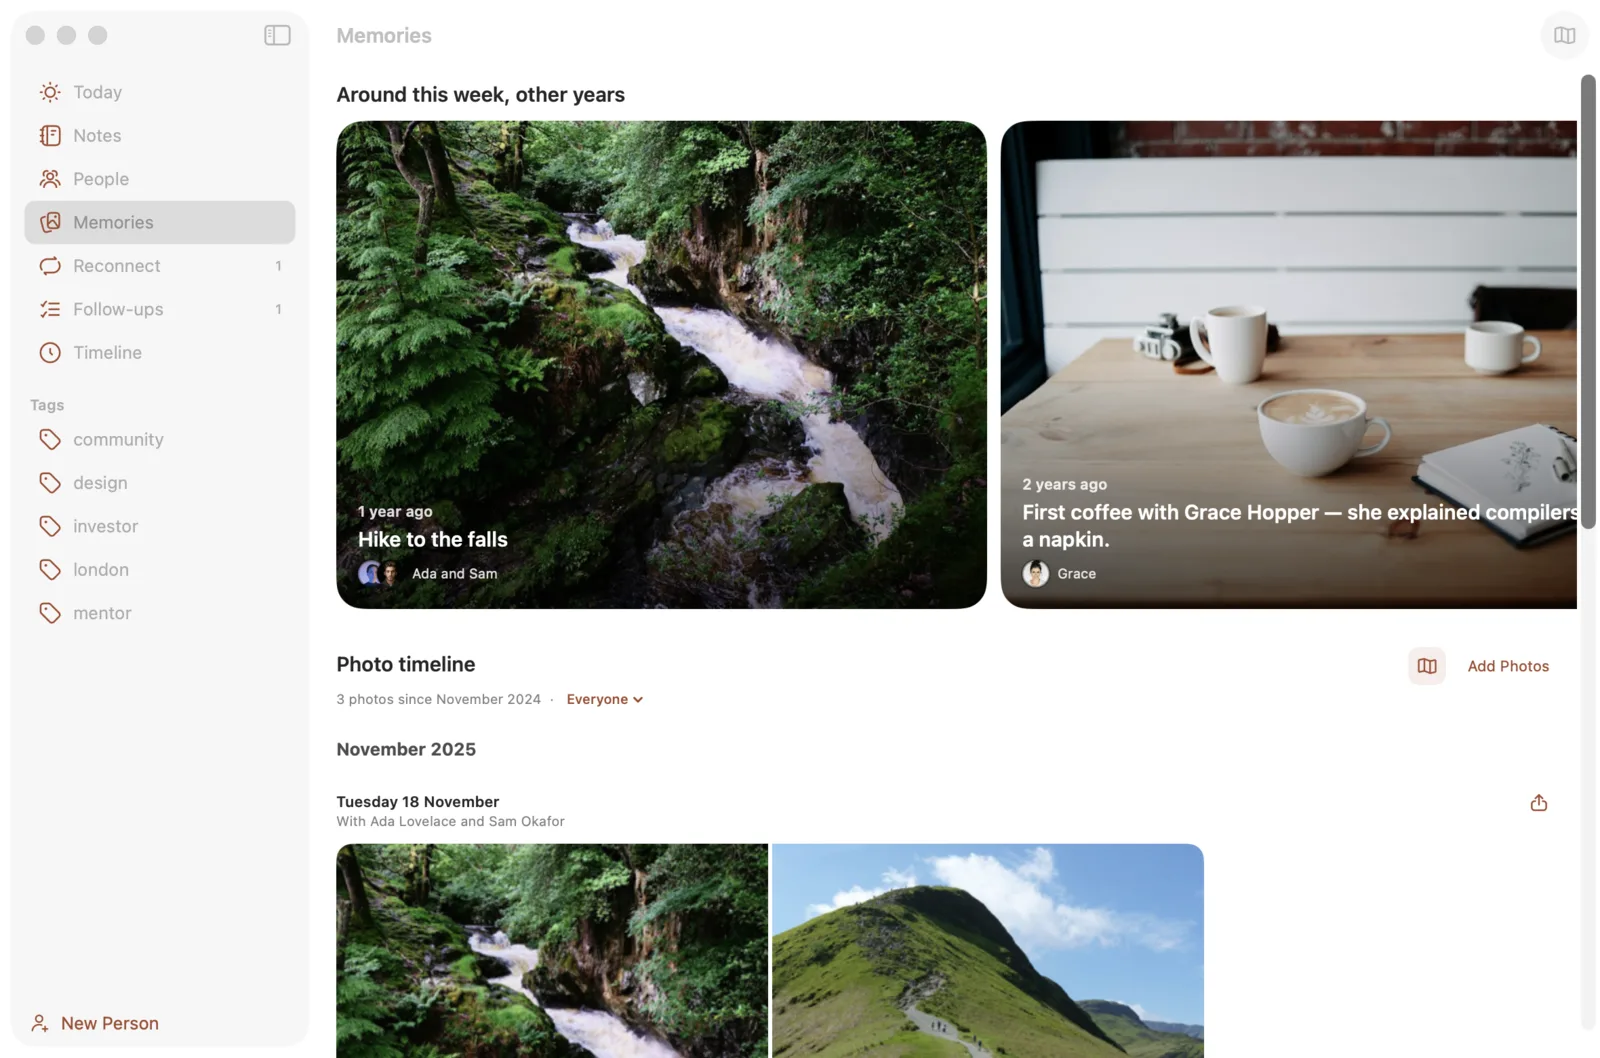 Memories
Today
Notes
People
Memories
Reconnect 1
Follow-ups 1
Timeline
Tags
community
design
investor
london
mentor
New Person
Around this week, other years
1 year ago
Hike to the falls
Ada and Sam
2 years ago
First coffee with Grace Hopper — she explained compilers
a napkin.
Grace
Photo timeline
Add Photos
3 photos since November 2024 · Everyone
November 2025
Tuesday 18 November
With Ada Lovelace and Sam Okafor